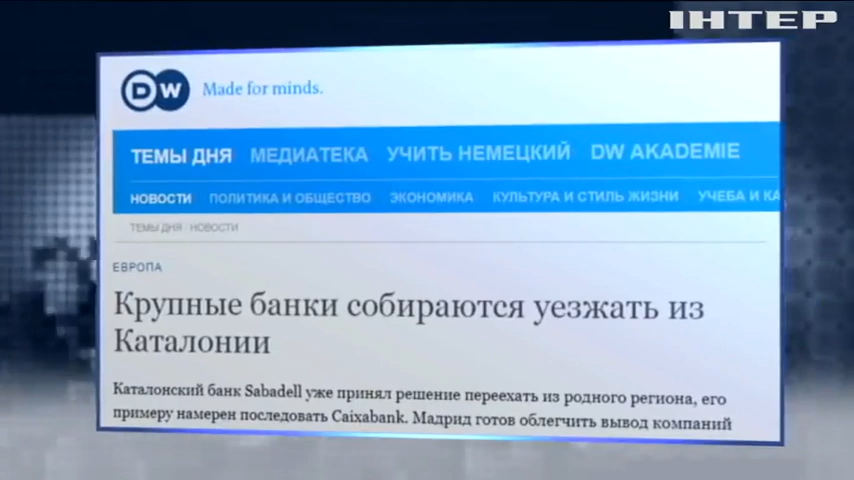 ІНТЕР
DW Made for minds.
ТЕМЫ ДНЯ МЕДИАТЕКА УЧИТЬ НЕМЕЦКИЙ DW AKADEMIE
НОВОСТИ ПОЛИТИКА И ОБЩЕСТВО ЭКОНОМИКА КУЛЬТУРА И СТИЛЬ ЖИЗНИ УЧЕБА И КА
ТЕМЫ ДНЯ / НОВОСТИ
ЕВРОПА
Крупные банки собираются уезжать из
Каталонии
Каталонский банк Sabadell уже принял решение переехать из родного региона, его
примеру намерен последовать Caixabank. Мадрид готов облегчить вывод компаний